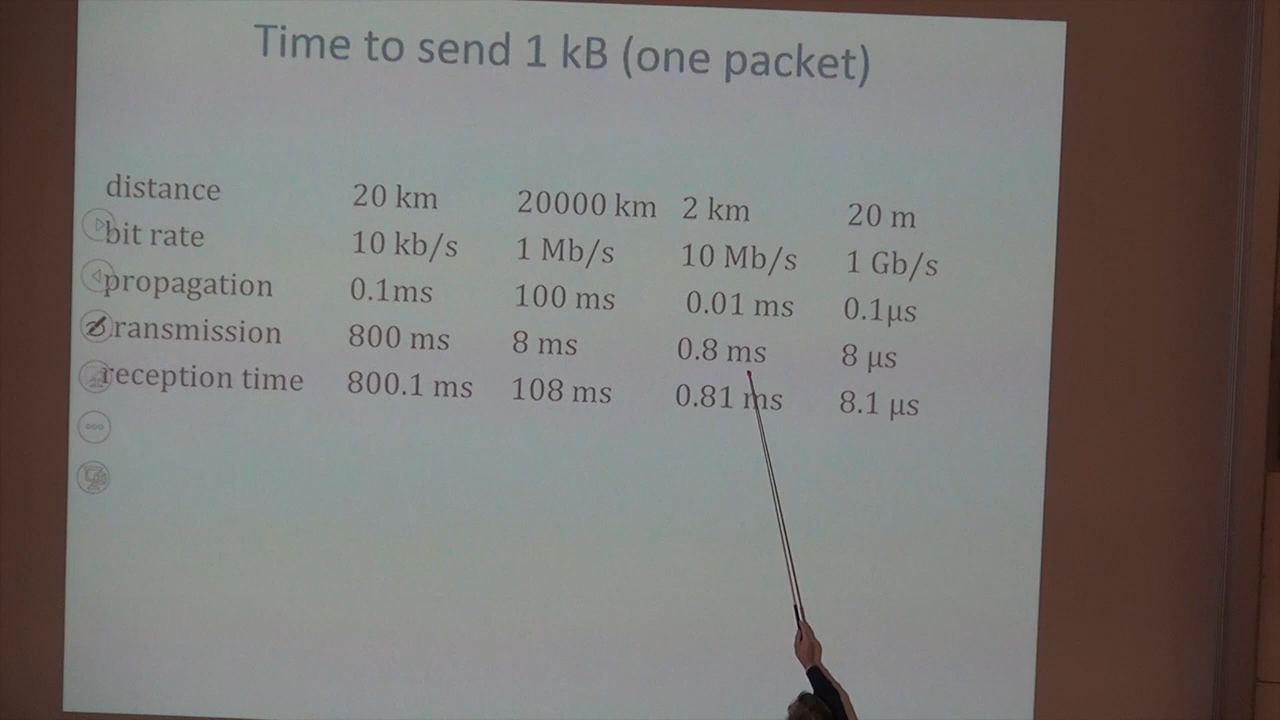 Time to send 1 kB (one packet)
distance 20 km 20000 km 2 km 20 m
bit rate 10 kb/s 1 Mb/s 10 Mb/s 1 Gb/s
propagation 0.1ms 100 ms 0.01 ms 0.1μs
transmission 800 ms 8 ms 0.8 ms 8 μs
reception time 800.1 ms 108 ms 0.81 ms 8.1 μs